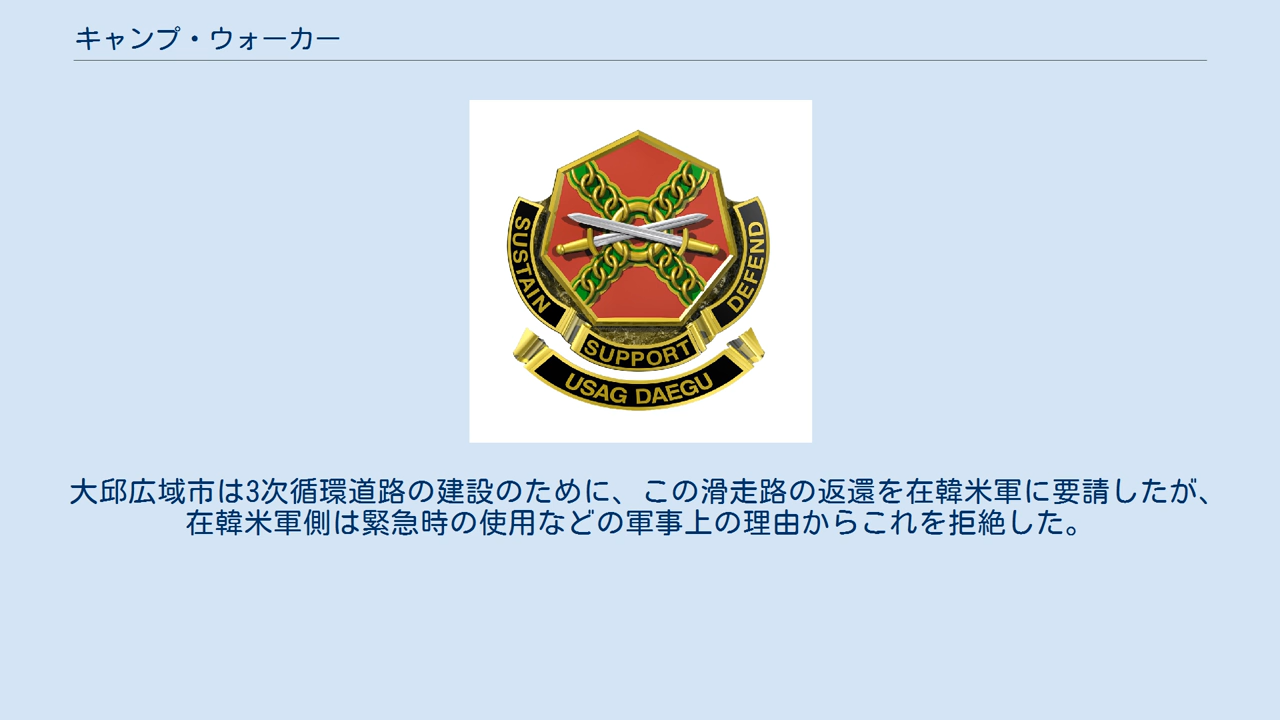 キャンプ・ウォーカー
SUSTAIN
SUPPORT
DEFEND
USAG DAEGU
大邱広域市は3次循環道路の建設のために、この滑走路の返還を在韓米軍に要請したが、
在韓米軍側は緊急時の使用などの軍事上の理由からこれを拒絶した。